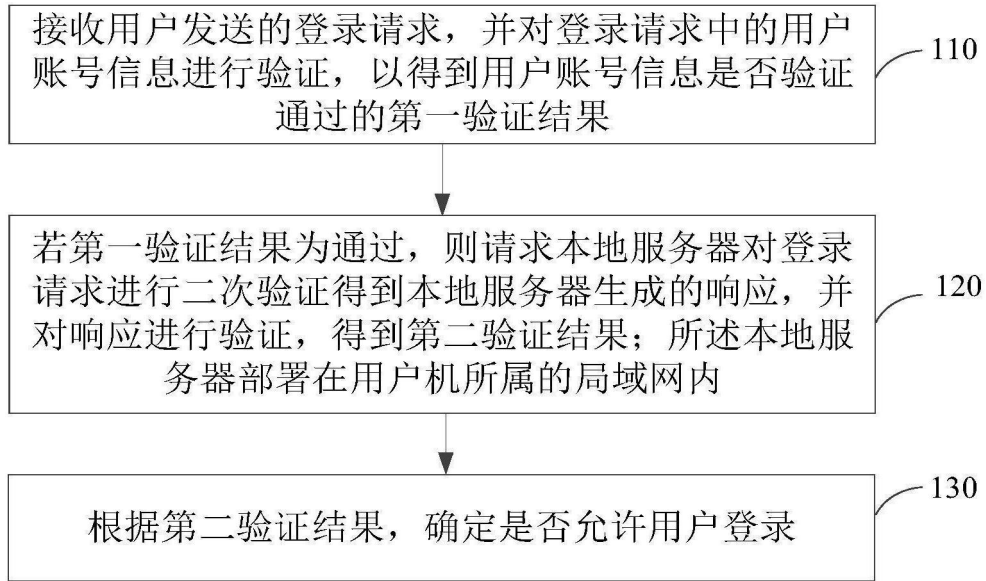 接收用户发送的登录请求，并对登录请求中的用户
账号信息进行验证，以得到用户账号信息是否验证
通过的第一验证结果
110
若第一验证结果为通过，则请求本地服务器对登录
请求进行二次验证得到本地服务器生成的响应，并
对响应进行验证，得到第二验证结果；所述本地服
务器部署在用户机所属的局域网内
120
根据第二验证结果，确定是否允许用户登录
130